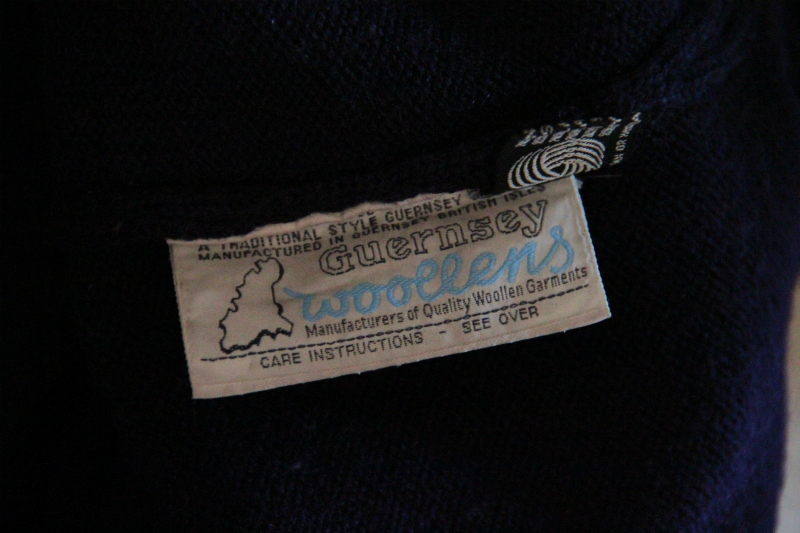 A TRADITIONAL STYLE GUERNSEY
MANUFACTURED IN GUERNSEY BRITISH ISLES
Guernsey
woollens
Manufacturers of Quality Woollen Garments
CARE INSTRUCTIONS - SEE OVER